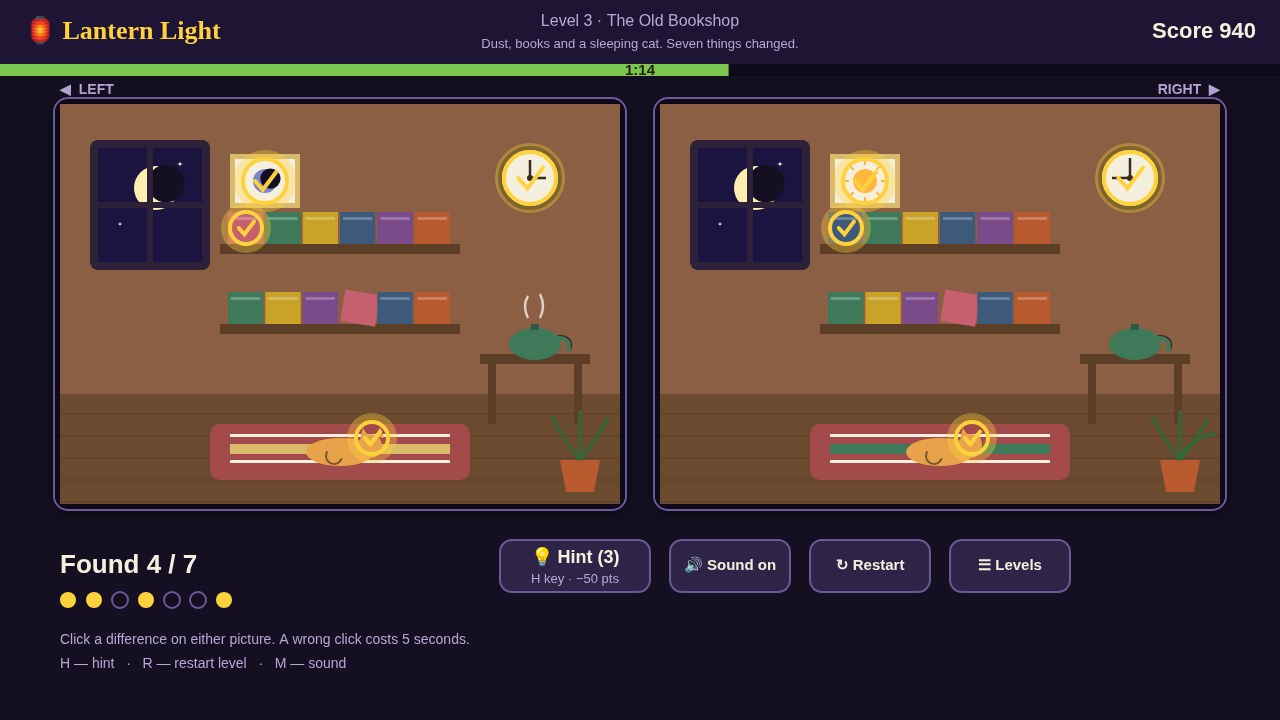 🏮 Lantern Light
Level 3 · The Old Bookshop
Dust, books and a sleeping cat. Seven things changed.
Score 940
1:14
◀ LEFT
RIGHT ▶
Found 4 / 7
💡 Hint (3)
H key · −50 pts
🔊 Sound on
↻ Restart
☰ Levels
Click a difference on either picture. A wrong click costs 5 seconds.
H — hint · R — restart level · M — sound